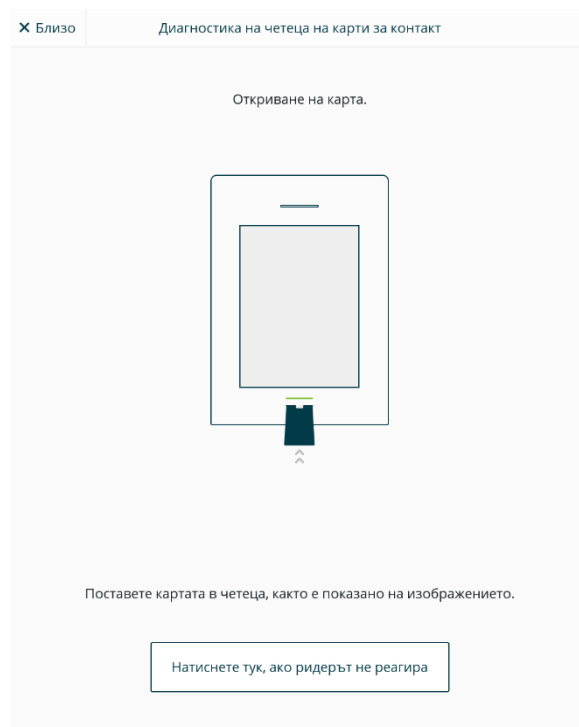 ✕ Близо
Диагностика на четеца на карти за контакт
Откриване на карта.
Поставете картата в четеца, както е показано на изображението.
Натиснете тук, ако ридерът не реагира